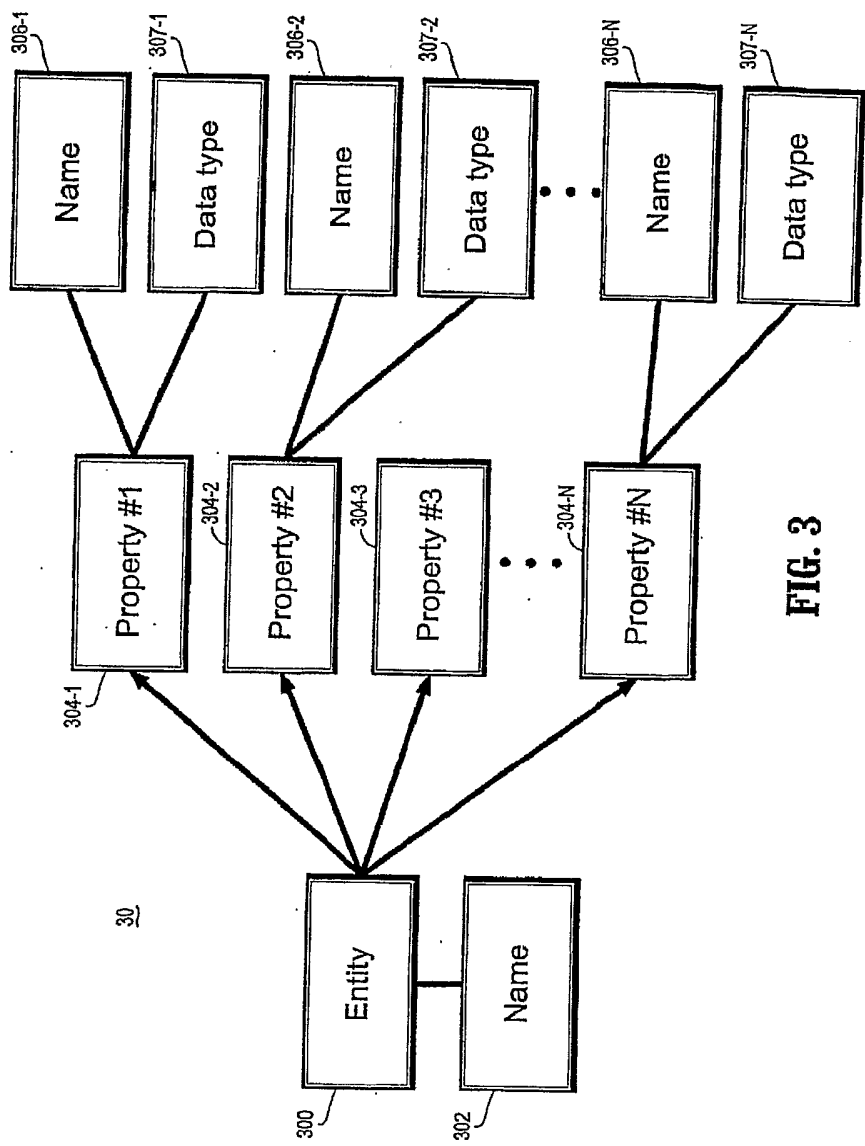 30
300
Entity
302
Name
304-1
Property #1
304-2
Property #2
304-3
Property #3
304-N
Property #N
306-1
Name
307-1
Data type
306-2
Name
307-2
Data type
306-N
Name
307-N
Data type
FIG. 3